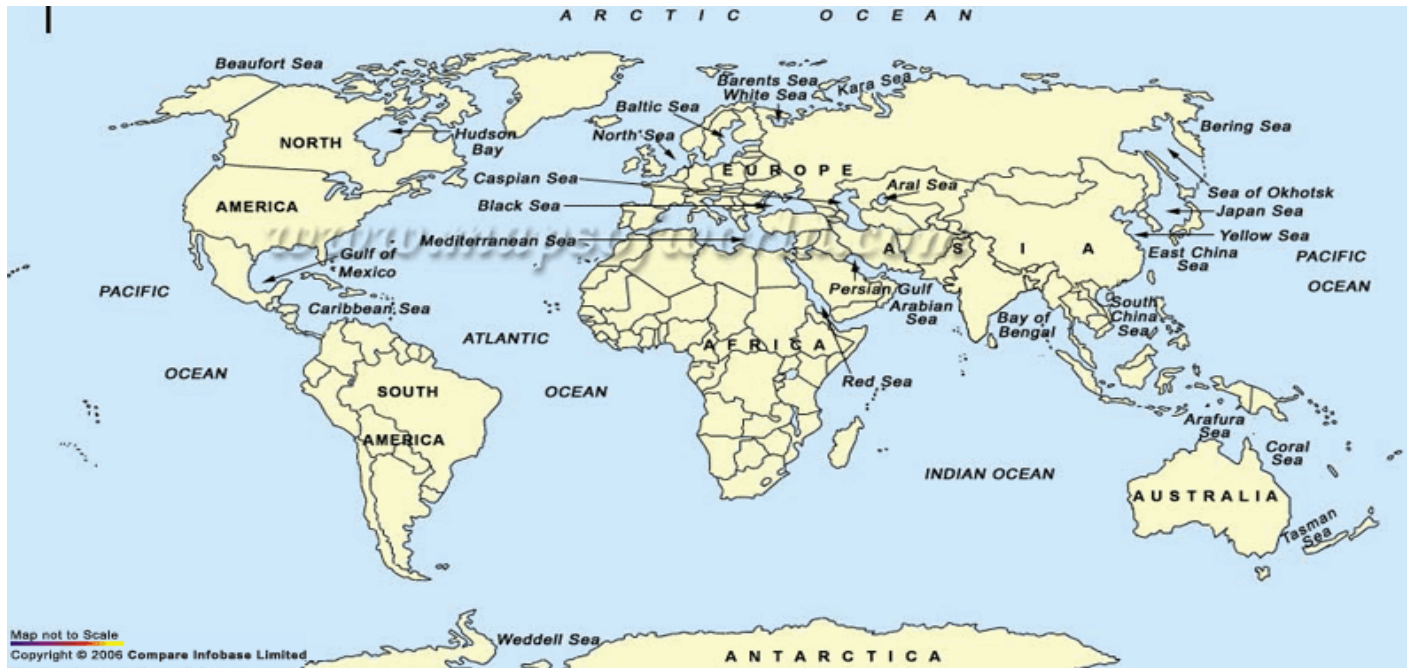 ARCTIC OCEAN
Beaufort Sea
Barents Sea
White Sea
Kara Sea
Baltic Sea
North Sea
Hudson
Bay
NORTH
Bering Sea
EUROPE
Caspian Sea
Aral Sea
Sea of Okhotsk
AMERICA
Black Sea
Japan Sea
www.mapsofworld.com
Mediterranean Sea
ASIA
Yellow Sea
East China
Sea
Gulf of
Mexico
PACIFIC
OCEAN
PACIFIC
Persian Gulf
Arabian
Sea
Caribbean Sea
South
China
Sea
Bay of
Bengal
ATLANTIC
AFRICA
OCEAN
Red Sea
SOUTH
OCEAN
AMERICA
Arafura
Sea
Coral
Sea
INDIAN OCEAN
AUSTRALIA
Tasman
Sea
Map not to Scale
Weddell Sea
Copyright © 2006 Compare Infobase Limited
ANTARCTICA